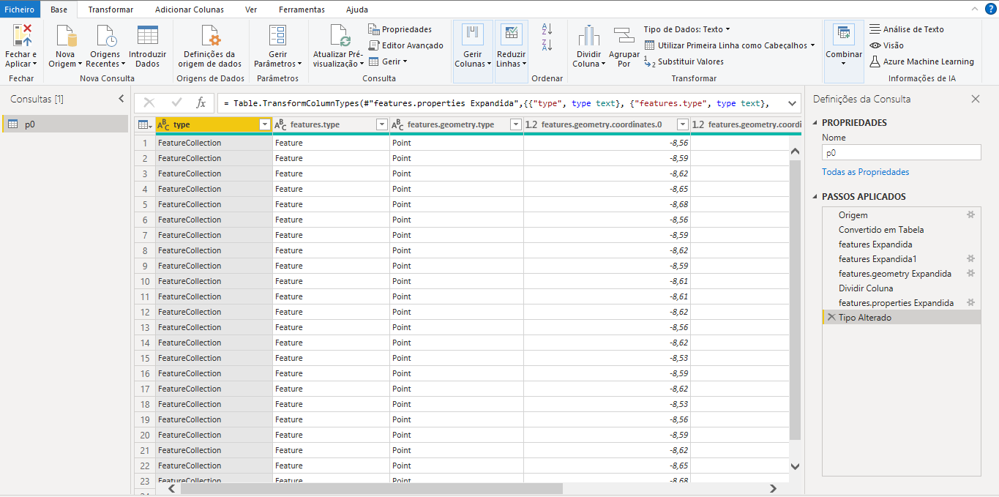 Ficheiro Base Transformar Adicionar Colunas Ver Ferramentas Ajuda ?
Fechar e Aplicar
Fechar
Nova Origem
Origens Recentes
Introduzir Dados
Nova Consulta
Definições da origem de dados
Origens de Dados
Gerir Parâmetros
Parâmetros
Atualizar Pré-visualização
Propriedades
Editor Avançado
Gerir
Consulta
Gerir Colunas
Reduzir Linhas
A Z
Z A
Ordenar
Dividir Coluna
Agrupar Por
Tipo de Dados: Texto
Utilizar Primeira Linha como Cabeçalhos
1 2 Substituir Valores
Transformar
Combinar
Análise de Texto
Visão
Azure Machine Learning
Informações de IA
Consultas [1]
p0
fx
= Table.TransformColumnTypes(#"features.properties Expandida",{{"type", type text}, {"features.type", type text},
ABC type ABC features.type ABC features.geometry.type 1.2 features.geometry.coordinates.0 1.2 features.geometry.coordi
1 FeatureCollection Feature Point -8,56
2 FeatureCollection Feature Point -8,59
3 FeatureCollection Feature Point -8,62
4 FeatureCollection Feature Point -8,65
5 FeatureCollection Feature Point -8,68
6 FeatureCollection Feature Point -8,56
7 FeatureCollection Feature Point -8,59
8 FeatureCollection Feature Point -8,62
9 FeatureCollection Feature Point -8,59
10 FeatureCollection Feature Point -8,61
11 FeatureCollection Feature Point -8,61
12 FeatureCollection Feature Point -8,62
13 FeatureCollection Feature Point -8,56
14 FeatureCollection Feature Point -8,62
15 FeatureCollection Feature Point -8,53
16 FeatureCollection Feature Point -8,59
17 FeatureCollection Feature Point -8,62
18 FeatureCollection Feature Point -8,53
19 FeatureCollection Feature Point -8,56
20 FeatureCollection Feature Point -8,59
21 FeatureCollection Feature Point -8,62
22 FeatureCollection Feature Point -8,65
23 FeatureCollection Feature Point -8,68
24
Definições da Consulta
PROPRIEDADES
Nome
p0
Todas as Propriedades
PASSOS APLICADOS
Origem
Convertido em Tabela
features Expandida
features Expandida1
features.geometry Expandida
Dividir Coluna
features.properties Expandida
Tipo Alterado